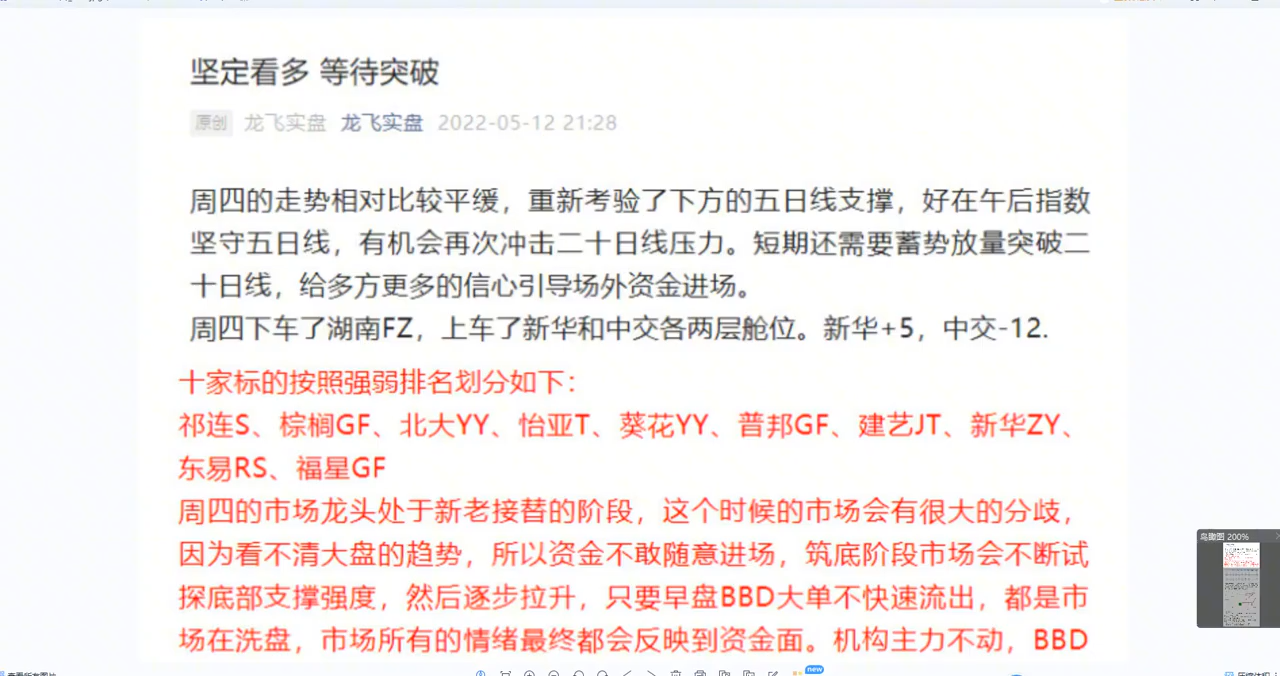 坚定看多 等待突破
原创 龙飞实盘 龙飞实盘 2022-05-12 21:28
周四的走势相对比较平缓，重新考验了下方的五日线支撑，好在午后指数
坚守五日线，有机会再次冲击二十日线压力。短期还需要蓄势放量突破二
十日线，给多方更多的信心引导场外资金进场。
周四下车了湖南FZ，上车了新华和中交各两层舱位。新华+5，中交-12.
十家标的按照强弱排名划分如下：
祁连S、棕榈GF、北大YY、怡亚T、葵花YY、普邦GF、建艺JT、新华ZY、
东易RS、福星GF
周四的市场龙头处于新老接替的阶段，这个时候的市场会有很大的分歧，
因为看不清大盘的趋势，所以资金不敢随意进场，筑底阶段市场会不断试
探底部支撑强度，然后逐步拉升，只要早盘BBD大单不快速流出，都是市
场在洗盘，市场所有的情绪最终都会反映到资金面。机构主力不动，BBD
鸟瞰图 200%
new